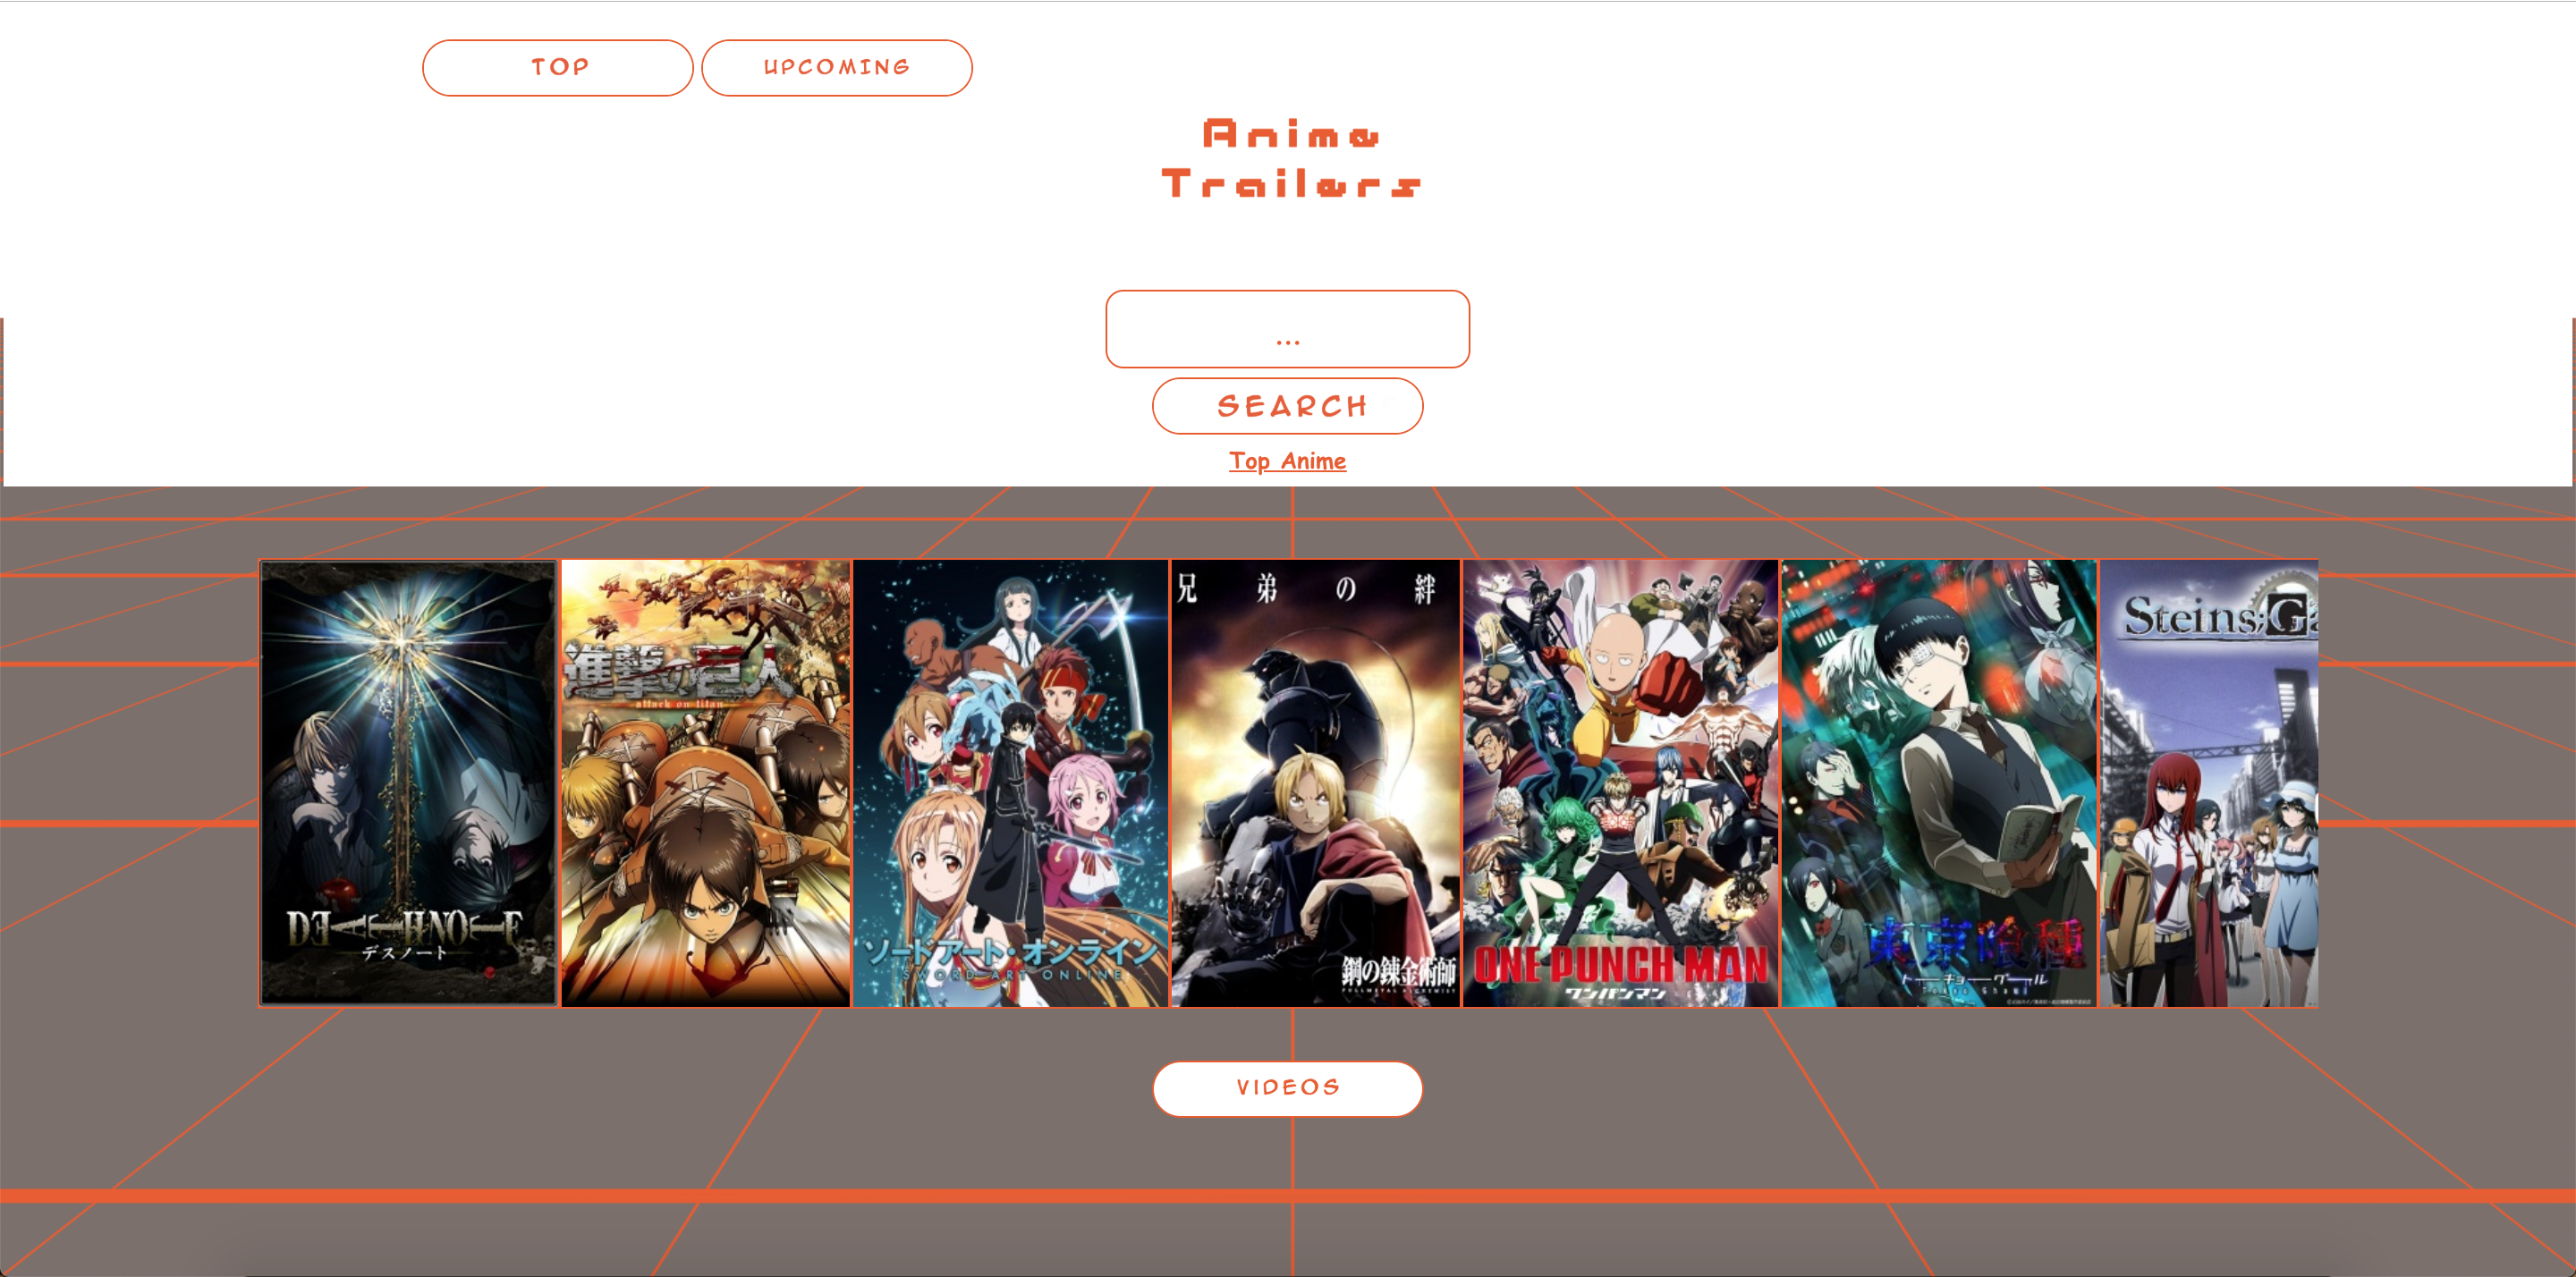 TOP
UPCOMING
Anime
Trailers
...
SEARCH
Top Anime
DEATHNOTE
デスノート
進撃の巨人
attack on titan
ソードアート・オンライン
SWORD ART ONLINE
兄弟の絆
鋼の錬金術師
FULLMETAL ALCHEMIST
ONE PUNCH MAN
ワンパンマン
東京喰種
トーキョーグール
Tokyo Ghoul
Steins;Ga
VIDEOS